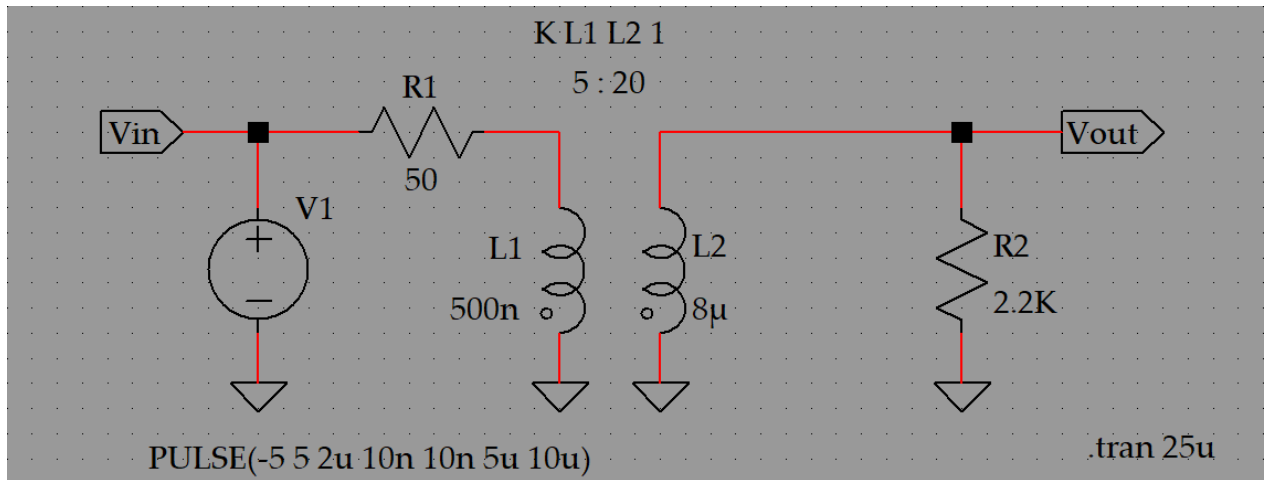 K L1 L2 1
5 : 20
R1
Vin
Vout
50
V1
L1
L2
R2
500n
8µ
2.2K
PULSE(-5 5 2u 10n 10n 5u 10u)
.tran 25u